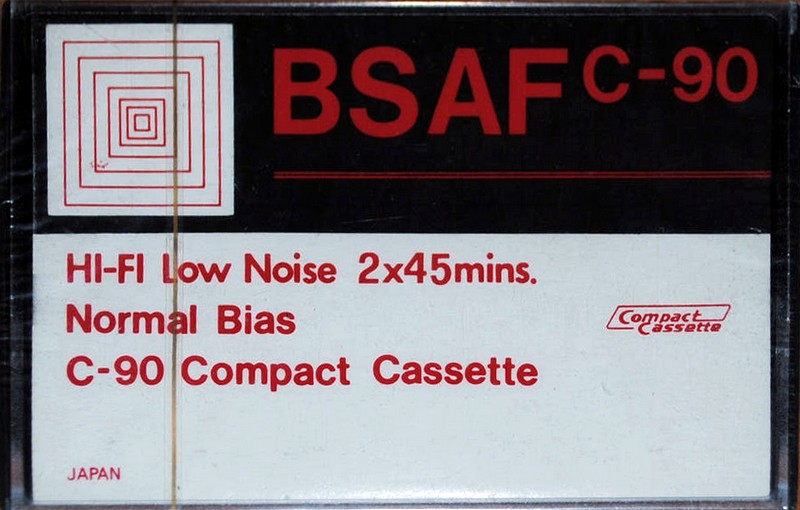 BSAF C-90
HI-FI Low Noise 2x45mins.
Normal Bias
Compact
Cassette
C-90 Compact Cassette
JAPAN